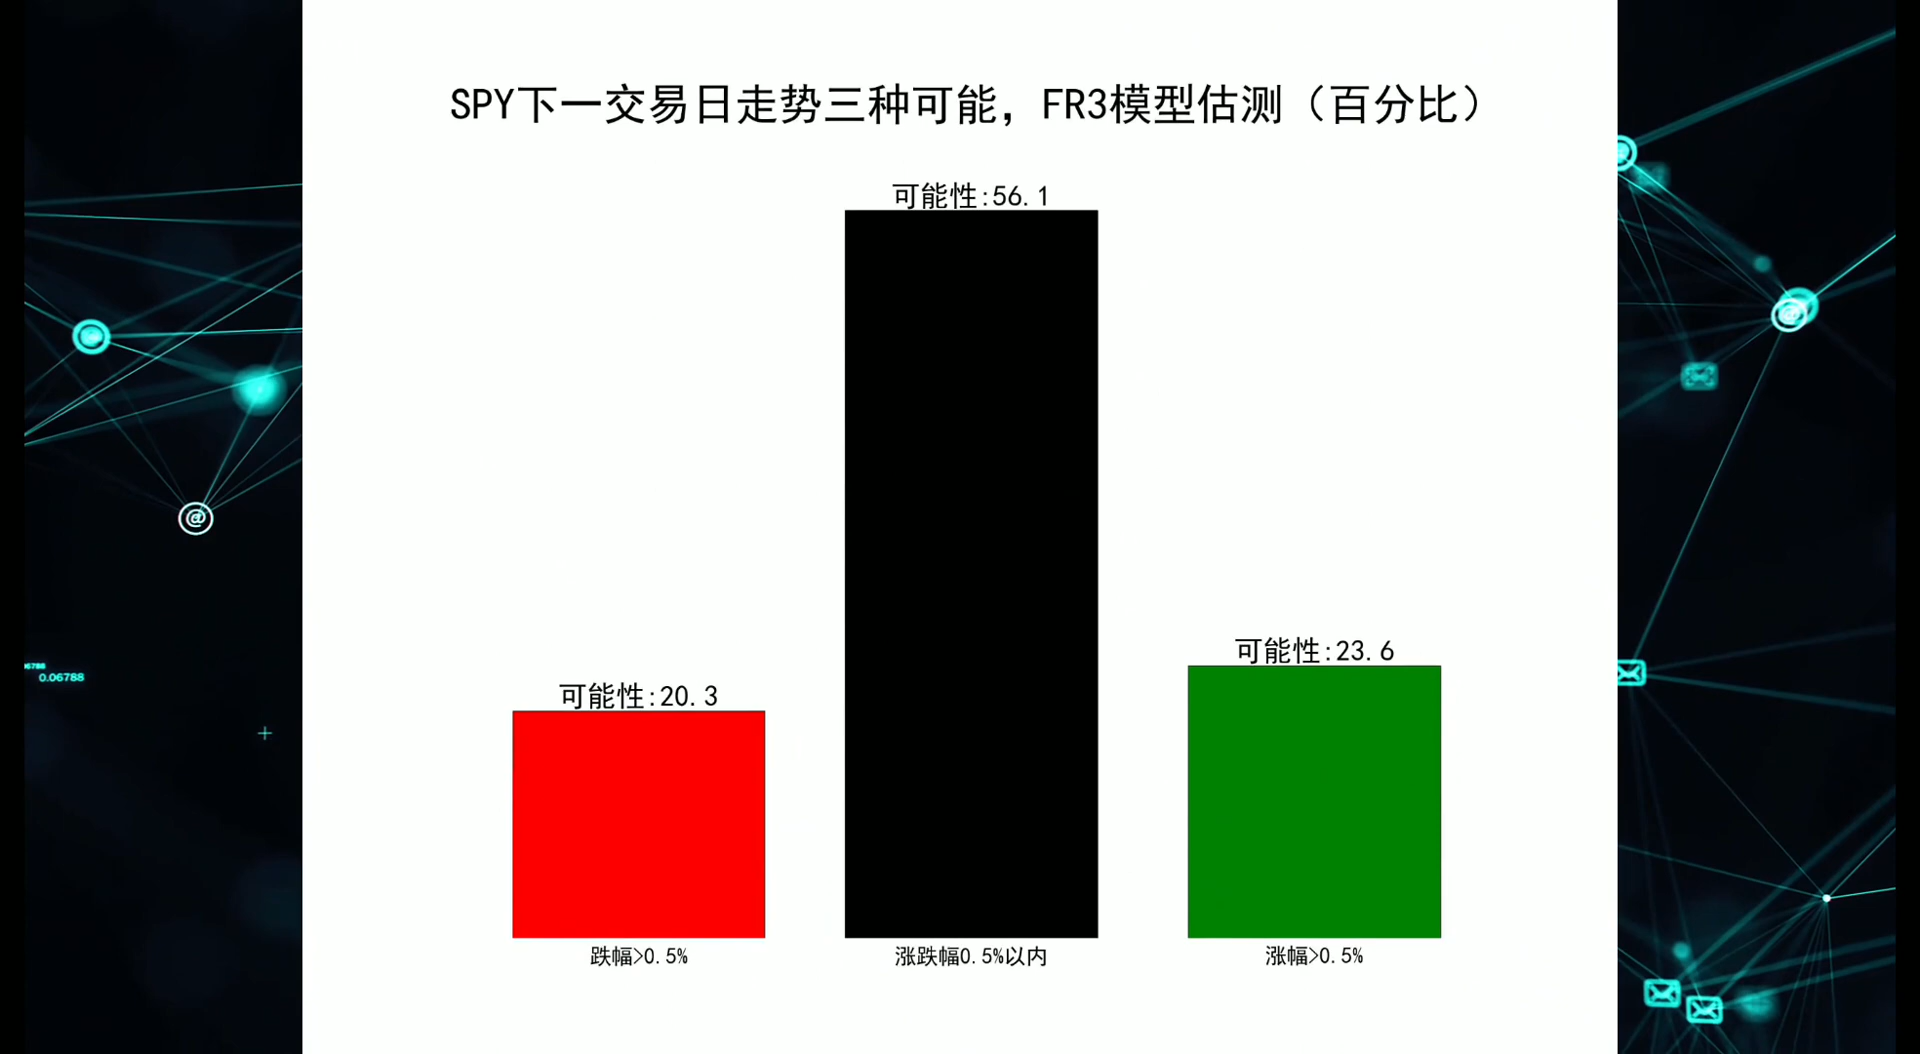 SPY下一交易日走势三种可能，FR3模型估测（百分比）
可能性:56.1
可能性:23.6
可能性:20.3
跌幅>0.5%
涨跌幅0.5%以内
涨幅>0.5%
0.06788